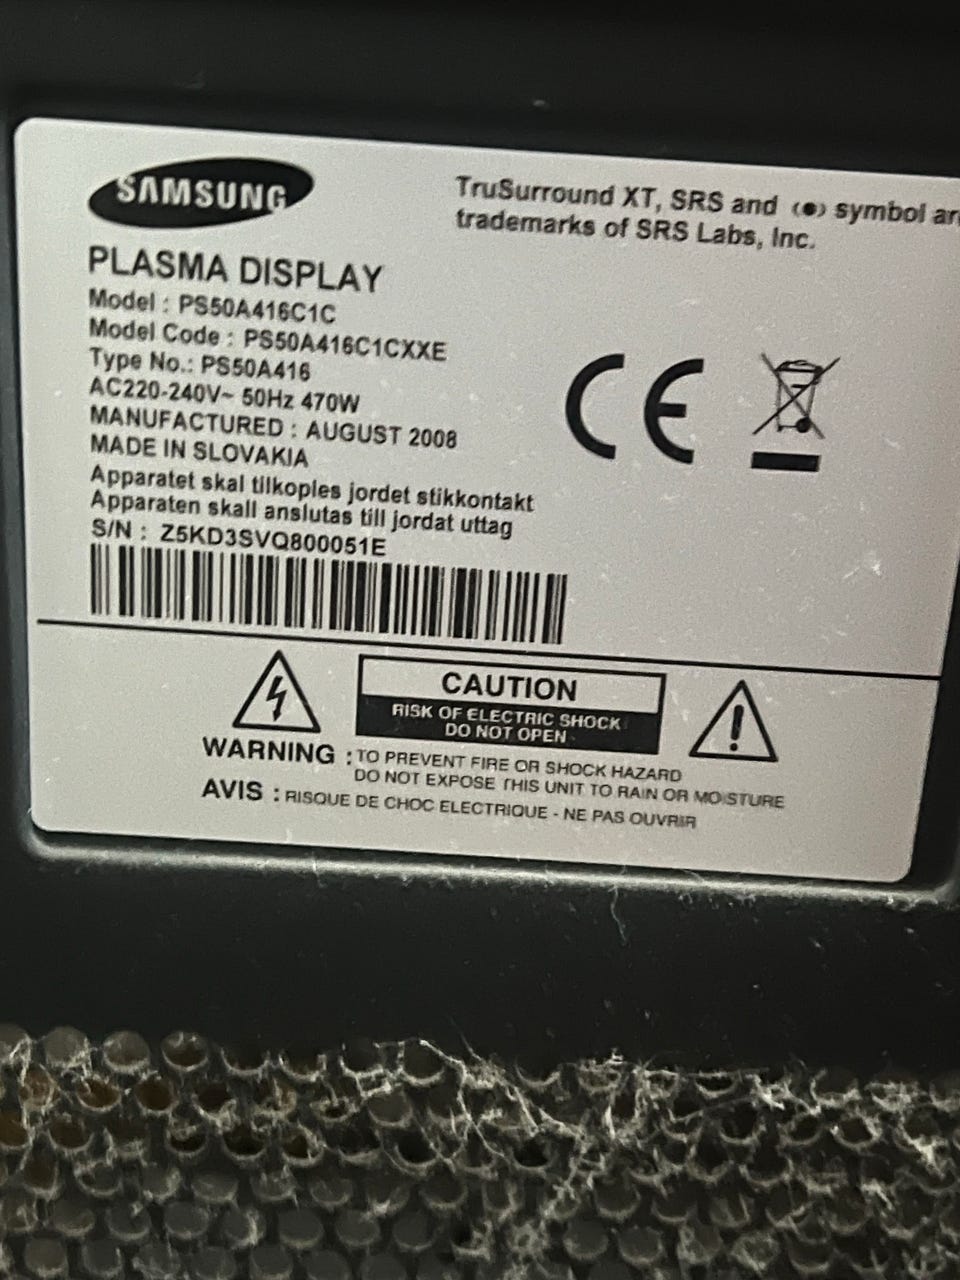 SAMSUNG
TruSurround XT, SRS and (●) symbol
trademarks of SRS Labs, Inc.
PLASMA DISPLAY
Model : PS50A416C1C
Model Code : PS50A416C1CXXE
Type No.: PS50A416
AC220-240V~ 50Hz 470W
MANUFACTURED : AUGUST 2008
MADE IN SLOVAKIA
Apparatet skal tilkoples jordet stikkontakt
Apparaten skall anslutas till jordat uttag
S/N : Z5KD3SVQ800051E
CE
CAUTION
RISK OF ELECTRIC SHOCK
DO NOT OPEN
WARNING : TO PREVENT FIRE OR SHOCK HAZARD
DO NOT EXPOSE THIS UNIT TO RAIN OR MOISTURE
AVIS : RISQUE DE CHOC ELECTRIQUE - NE PAS OUVRIR